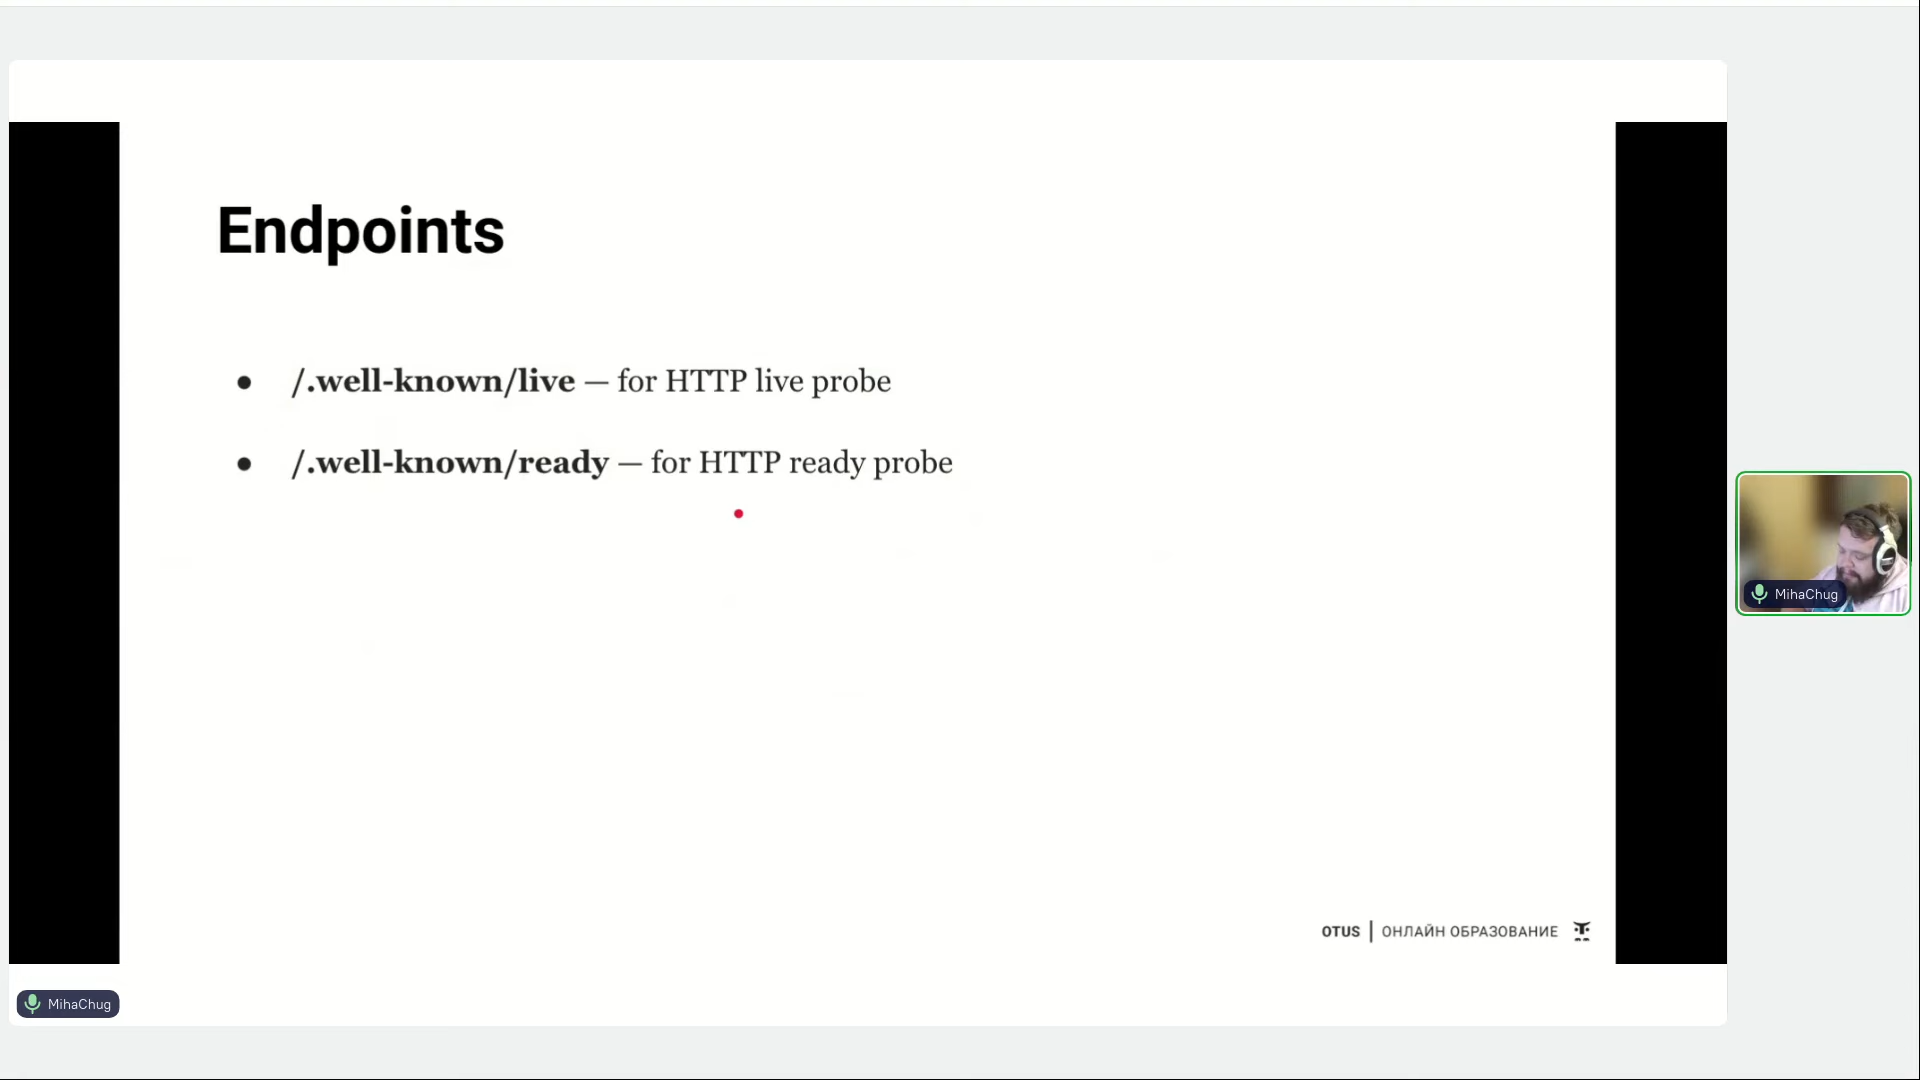 Endpoints
● /.well-known/live — for HTTP live probe
● /.well-known/ready — for HTTP ready probe
MihaChug
OTUS | ОНЛАЙН ОБРАЗОВАНИЕ
MihaChug